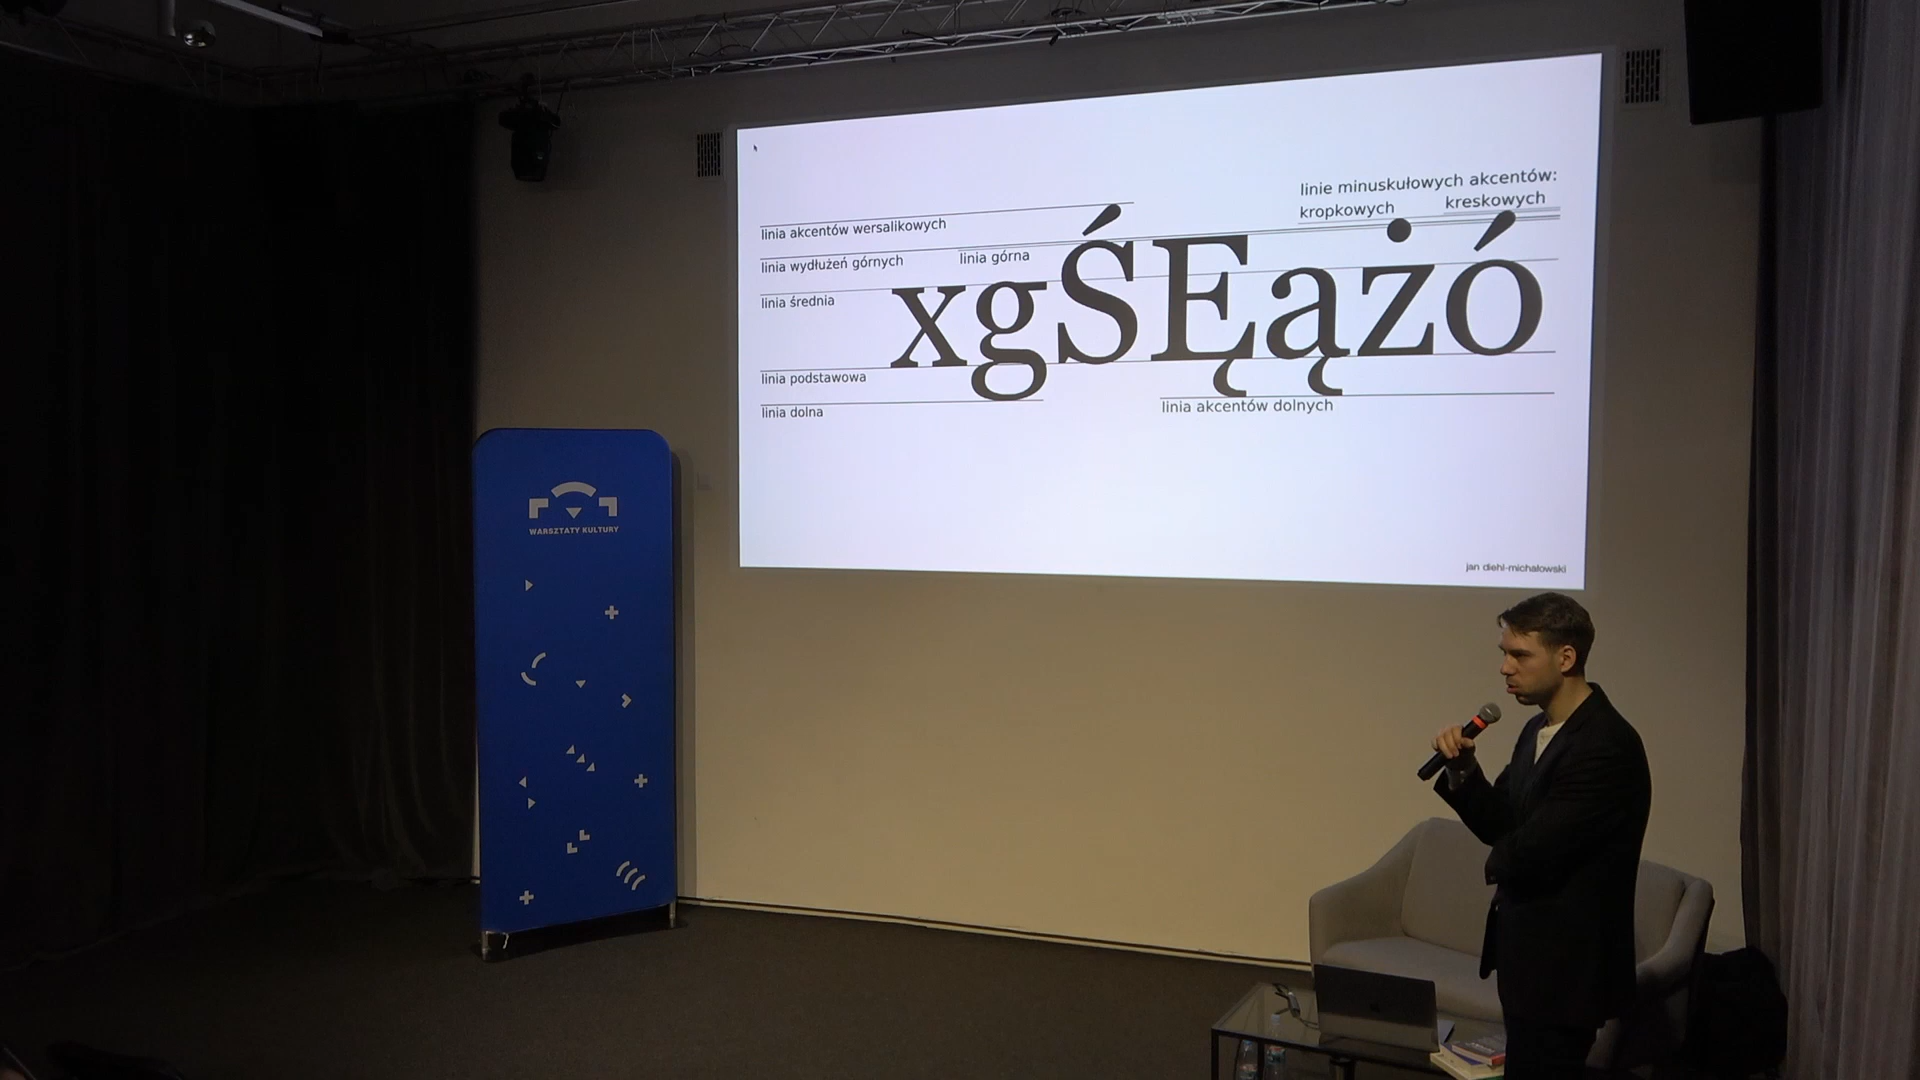 linie minuskułowych akcentów:
kropkowych kreskowych
linia akcentów wersalikowych
linia wydłużeń górnych linia górna
linia średnia
xgŚĘążó
linia podstawowa
linia dolna
linia akcentów dolnych
jan diehl-michałowski
WARSZTATY KULTURY